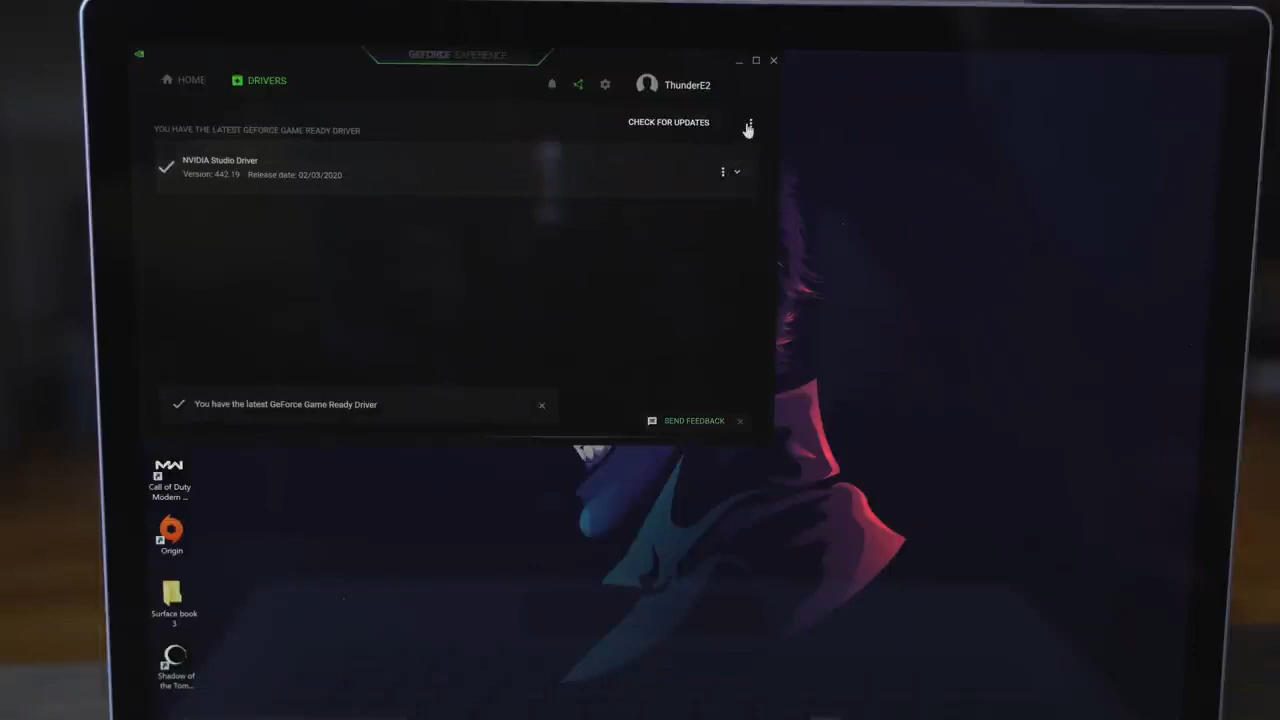 GEFORCE EXPERIENCE
HOME
DRIVERS
ThunderE2
CHECK FOR UPDATES
YOU HAVE THE LATEST GEFORCE GAME READY DRIVER
NVIDIA Studio Driver
Version: 442.19 Release date: 02/03/2020
You have the latest GeForce Game Ready Driver
SEND FEEDBACK
Call of Duty
Modern ...
Origin
Surface book
3
Shadow of
the Tom...